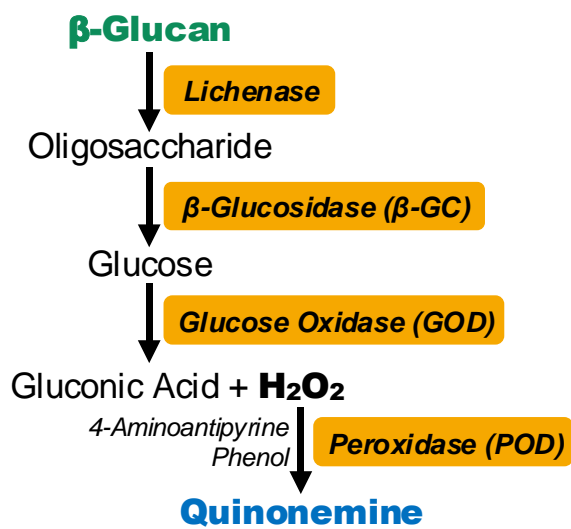 β-Glucan
Lichenase
Oligosaccharide
β-Glucosidase (β-GC)
Glucose
Glucose Oxidase (GOD)
Gluconic Acid + H₂O₂
4-Aminoantipyrine
Phenol
Peroxidase (POD)
Quinonemine